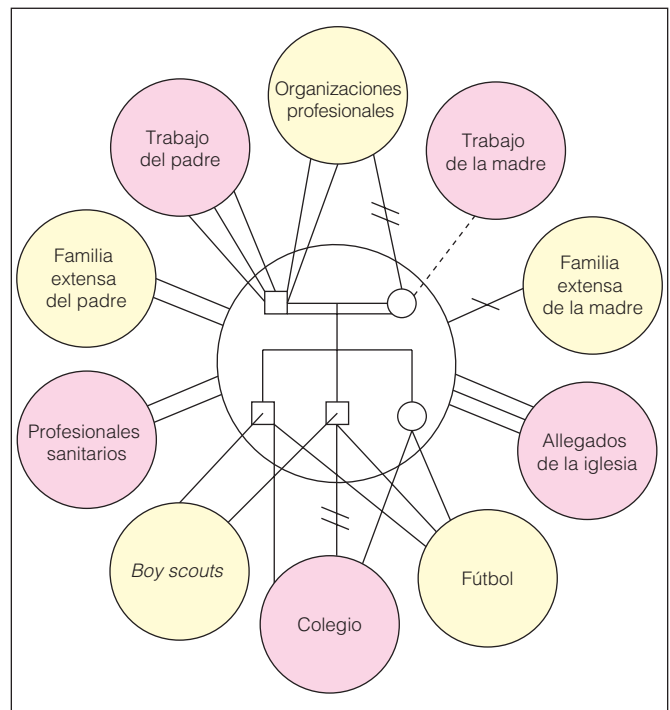 Organizaciones
profesionales
Trabajo
del padre
Trabajo
de la madre
Familia
extensa
del padre
Familia
extensa
de la madre
Profesionales
sanitarios
Allegados
de la iglesia
Boy scouts
Colegio
Fútbol